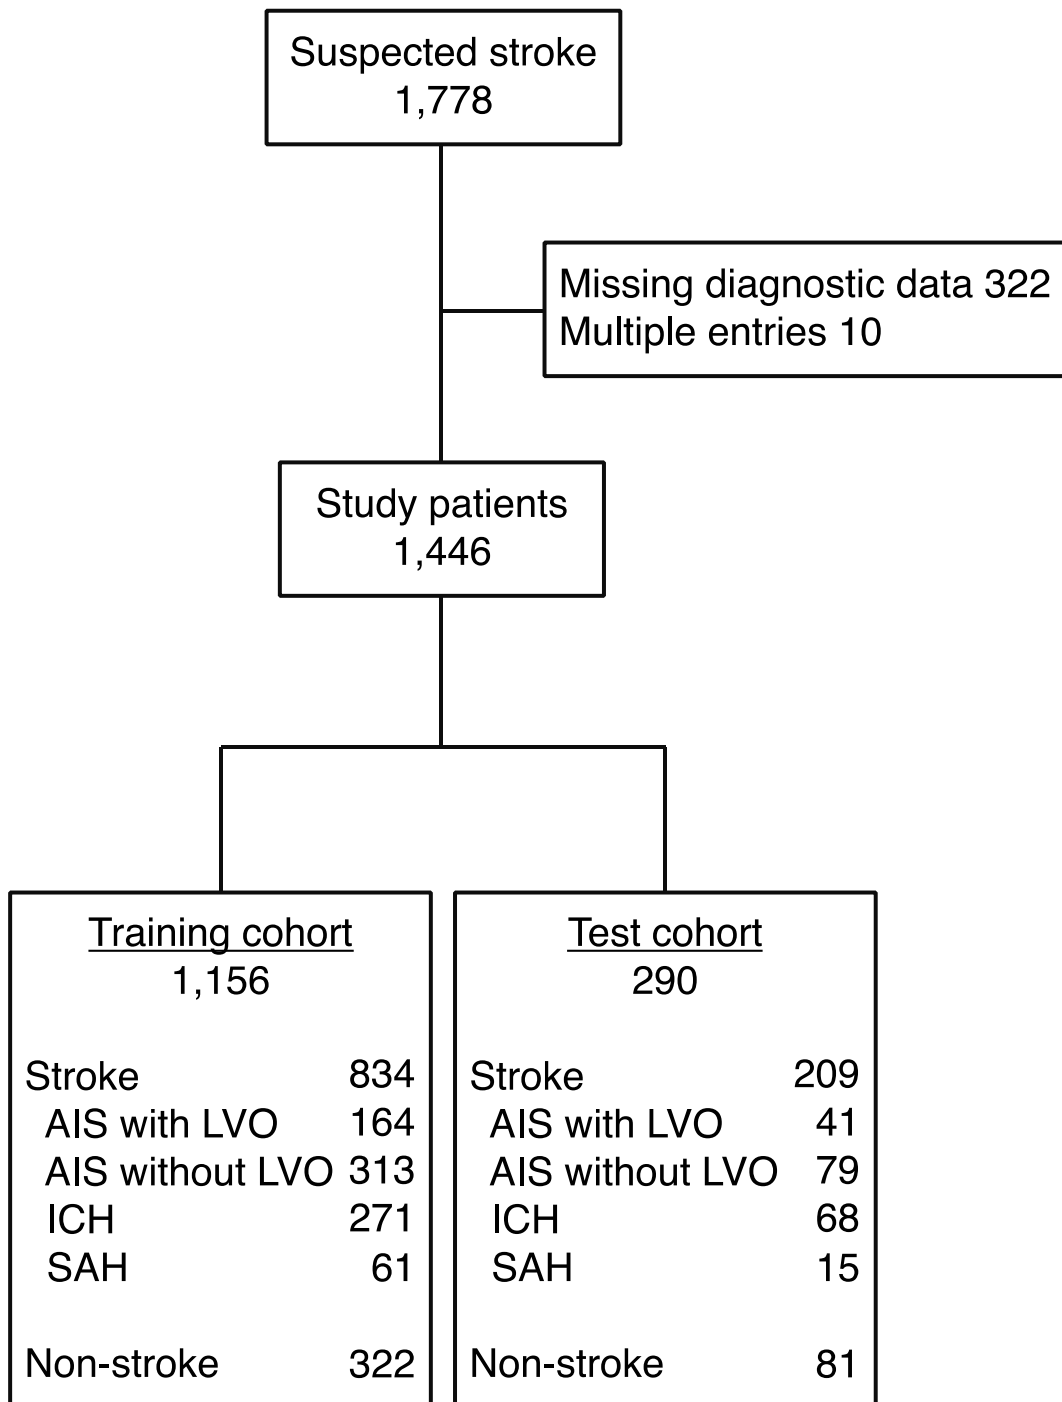 Suspected stroke
1,778
Missing diagnostic data 322
Multiple entries 10
Study patients
1,446
Training cohort
1,156
Stroke 834
AIS with LVO 164
AIS without LVO 313
ICH 271
SAH 61
Non-stroke 322
Test cohort
290
Stroke 209
AIS with LVO 41
AIS without LVO 79
ICH 68
SAH 15
Non-stroke 81